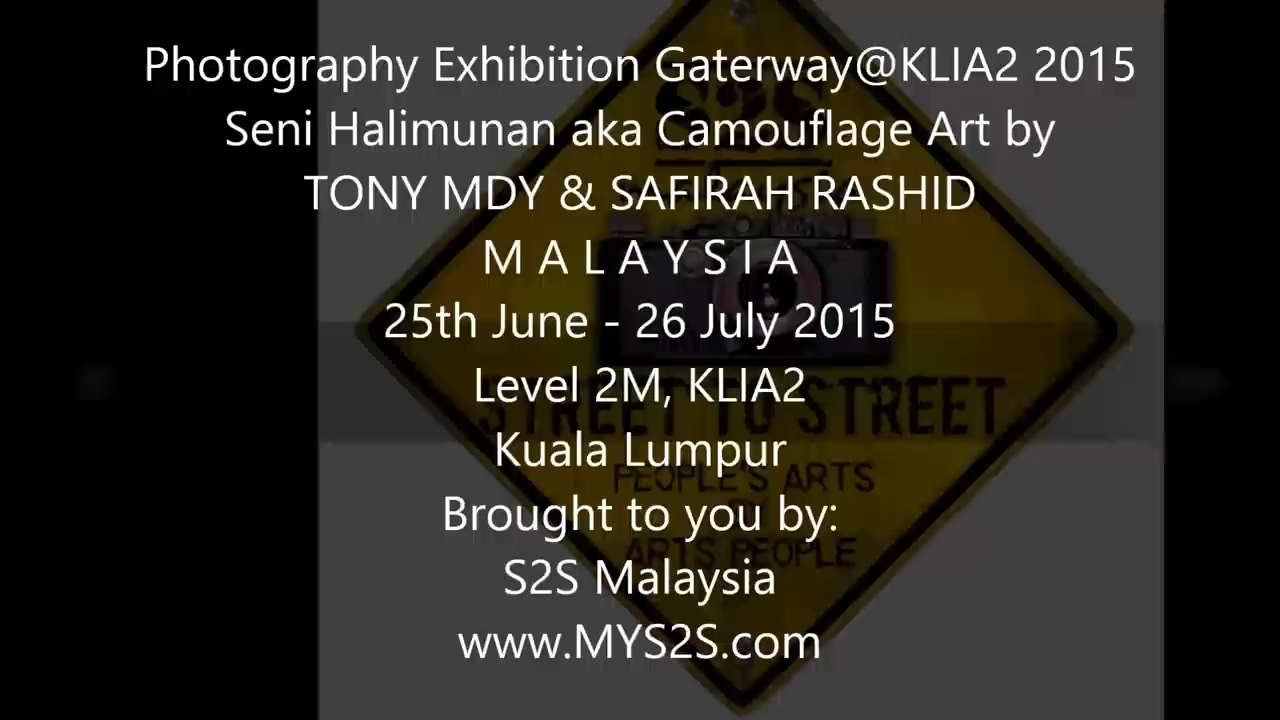 Photography Exhibition Gaterway@KLIA2 2015
Seni Halimunan aka Camouflage Art by
TONY MDY & SAFIRAH RASHID
M A L A Y S I A
25th June - 26 July 2015
Level 2M, KLIA2
Kuala Lumpur
Brought to you by:
S2S Malaysia
www.MYS2S.com
S2S
STREET TO STREET
PEOPLE'S ARTS
BY
ARTS PEOPLE